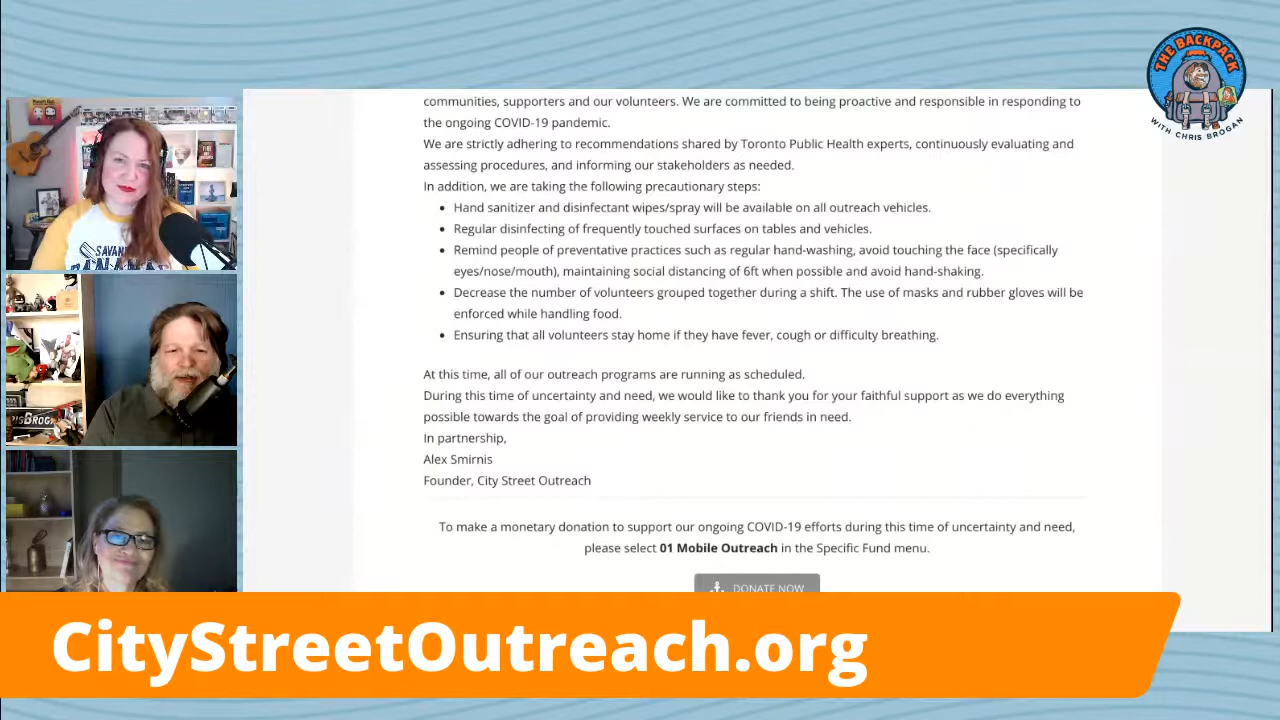 THE BACKPACK
WITH CHRIS BROGAN
communities, supporters and our volunteers. We are committed to being proactive and responsible in responding to
the ongoing COVID-19 pandemic.
We are strictly adhering to recommendations shared by Toronto Public Health experts, continuously evaluating and
assessing procedures, and informing our stakeholders as needed.
In addition, we are taking the following precautionary steps:
Hand sanitizer and disinfectant wipes/spray will be available on all outreach vehicles.
Regular disinfecting of frequently touched surfaces on tables and vehicles.
Remind people of preventative practices such as regular hand-washing, avoid touching the face (specifically
eyes/nose/mouth), maintaining social distancing of 6ft when possible and avoid hand-shaking.
Decrease the number of volunteers grouped together during a shift. The use of masks and rubber gloves will be
enforced while handling food.
Ensuring that all volunteers stay home if they have fever, cough or difficulty breathing.
At this time, all of our outreach programs are running as scheduled.
During this time of uncertainty and need, we would like to thank you for your faithful support as we do everything
possible towards the goal of providing weekly service to our friends in need.
In partnership,
Alex Smirnis
Founder, City Street Outreach
To make a monetary donation to support our ongoing COVID-19 efforts during this time of uncertainty and need,
please select 01 Mobile Outreach in the Specific Fund menu.
DONATE NOW
SAVAN
CityStreetOutreach.org